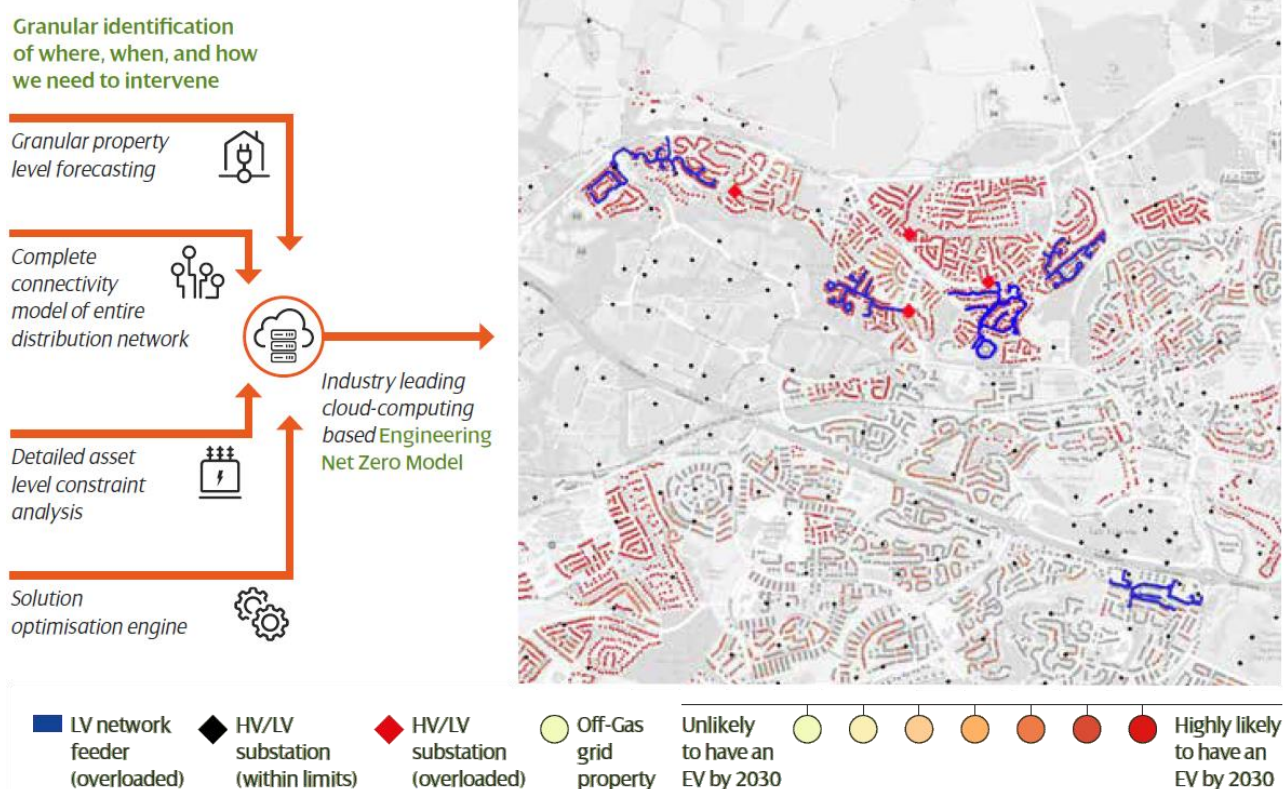 Granular identification
of where, when, and how
we need to intervene
Granular property
level forecasting
Complete
connectivity
model of entire
distribution network
Industry leading
cloud-computing
based Engineering
Net Zero Model
Detailed asset
level constraint
analysis
Solution
optimisation engine
LV network
feeder
(overloaded)
HV/LV
substation
(within limits)
HV/LV
substation
(overloaded)
Off-Gas
grid
property
Unlikely
to have an
EV by 2030
Highly likely
to have an
EV by 2030